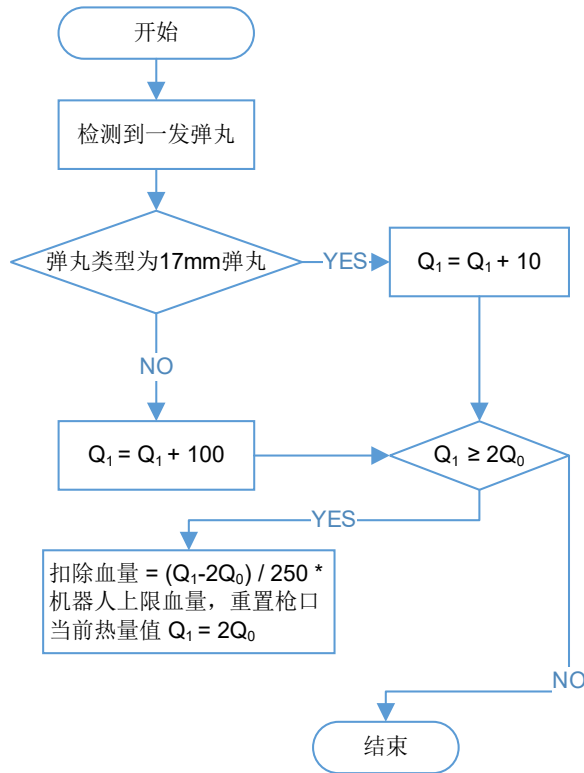 开始
检测到一发弹丸
弹丸类型为17mm弹丸
YES
Q₁ = Q₁ + 10
NO
Q₁ = Q₁ + 100
Q₁ ≥ 2Q₀
YES
扣除血量 = (Q₁-2Q₀) / 250 *
机器人上限血量，重置枪口
当前热量值 Q₁ = 2Q₀
NO
结束